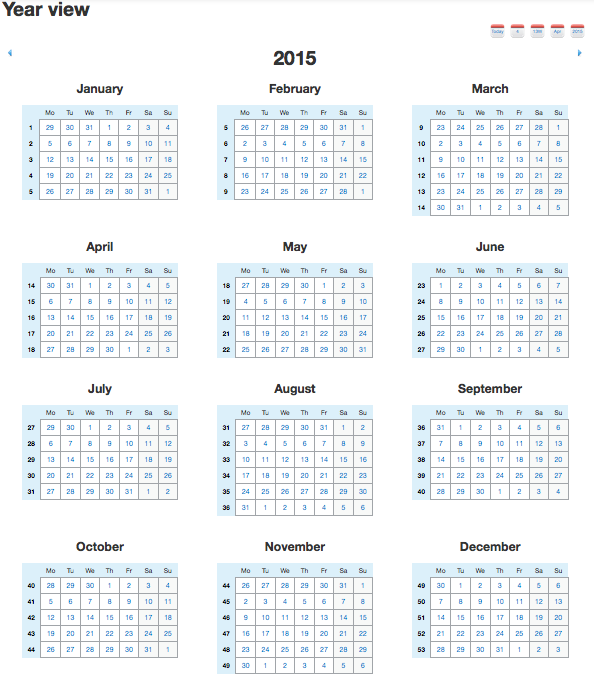 Year view
Today Apr 2015
2015
January
Mo Tu We Th Fr Sa Su
1 29 30 31 1 2 3 4
2 5 6 7 8 9 10 11
3 12 13 14 15 16 17 18
4 19 20 21 22 23 24 25
5 26 27 28 29 30 31 1
February
Mo Tu We Th Fr Sa Su
5 26 27 28 29 30 31 1
6 2 3 4 5 6 7 8
7 9 10 11 12 13 14 15
8 16 17 18 19 20 21 22
9 23 24 25 26 27 28 1
March
Mo Tu We Th Fr Sa Su
9 23 24 25 26 27 28 1
10 2 3 4 5 6 7 8
11 9 10 11 12 13 14 15
12 16 17 18 19 20 21 22
13 23 24 25 26 27 28 29
14 30 31 1 2 3 4 5
April
Mo Tu We Th Fr Sa Su
14 30 31 1 2 3 4 5
15 6 7 8 9 10 11 12
16 13 14 15 16 17 18 19
17 20 21 22 23 24 25 26
18 27 28 29 30 1 2 3
May
Mo Tu We Th Fr Sa Su
18 27 28 29 30 1 2 3
19 4 5 6 7 8 9 10
20 11 12 13 14 15 16 17
21 18 19 20 21 22 23 24
22 25 26 27 28 29 30 31
June
Mo Tu We Th Fr Sa Su
23 1 2 3 4 5 6 7
24 8 9 10 11 12 13 14
25 15 16 17 18 19 20 21
26 22 23 24 25 26 27 28
27 29 30 1 2 3 4 5
July
Mo Tu We Th Fr Sa Su
27 29 30 1 2 3 4 5
28 6 7 8 9 10 11 12
29 13 14 15 16 17 18 19
30 20 21 22 23 24 25 26
31 27 28 29 30 31 1 2
August
Mo Tu We Th Fr Sa Su
31 27 28 29 30 31 1 2
32 3 4 5 6 7 8 9
33 10 11 12 13 14 15 16
34 17 18 19 20 21 22 23
35 24 25 26 27 28 29 30
36 31 1 2 3 4 5 6
September
Mo Tu We Th Fr Sa Su
36 31 1 2 3 4 5 6
37 7 8 9 10 11 12 13
38 14 15 16 17 18 19 20
39 21 22 23 24 25 26 27
40 28 29 30 1 2 3 4
October
Mo Tu We Th Fr Sa Su
40 28 29 30 1 2 3 4
41 5 6 7 8 9 10 11
42 12 13 14 15 16 17 18
43 19 20 21 22 23 24 25
44 26 27 28 29 30 31 1
November
Mo Tu We Th Fr Sa Su
44 26 27 28 29 30 31 1
45 2 3 4 5 6 7 8
46 9 10 11 12 13 14 15
47 16 17 18 19 20 21 22
48 23 24 25 26 27 28 29
49 30 1 2 3 4 5 6
December
Mo Tu We Th Fr Sa Su
49 30 1 2 3 4 5 6
50 7 8 9 10 11 12 13
51 14 15 16 17 18 19 20
52 21 22 23 24 25 26 27
53 28 29 30 31 1 2 3